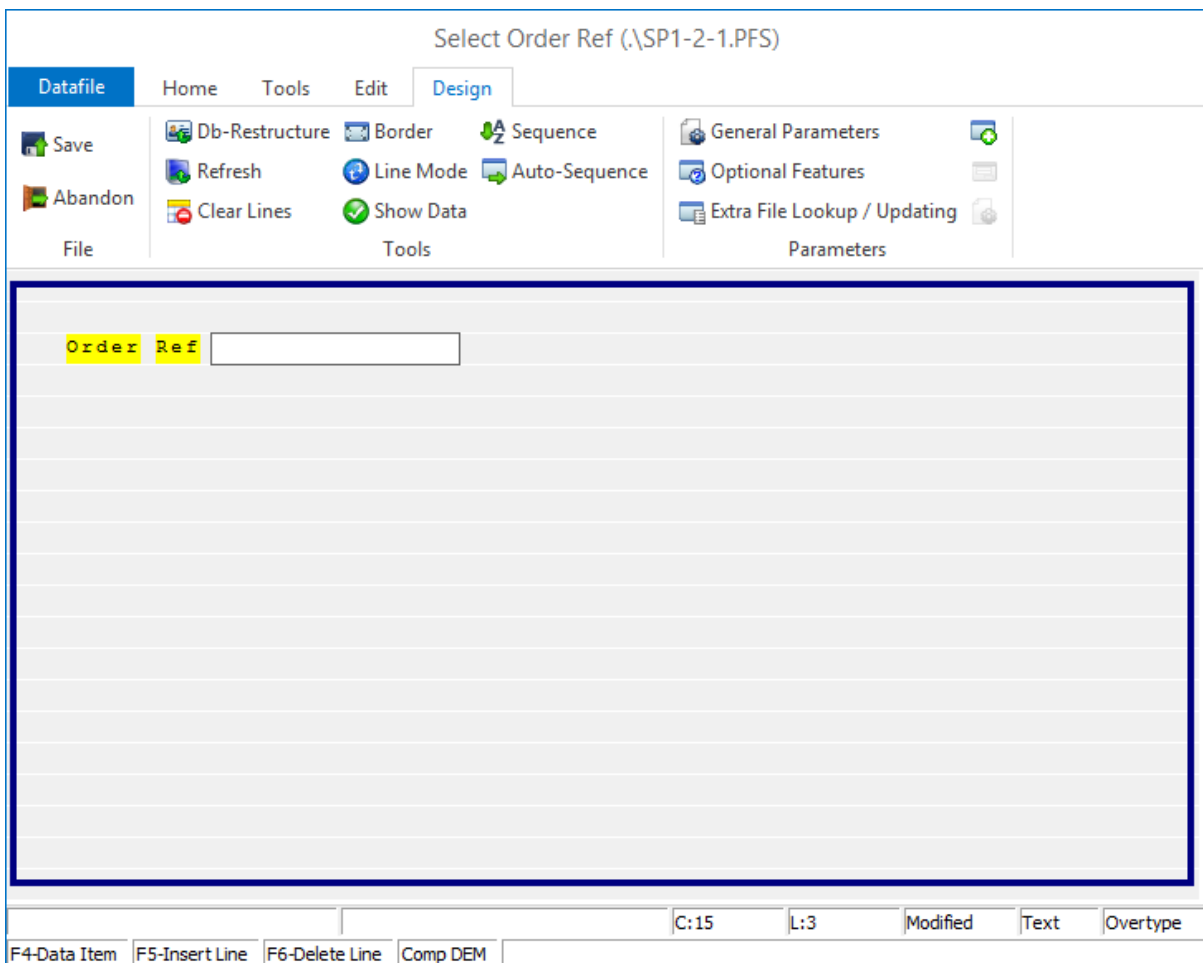 Select Order Ref (.\SP1-2-1.PFS)
Datafile Home Tools Edit Design
Save
Abandon
File
Db-Restructure Border Sequence
Refresh Line Mode Auto-Sequence
Clear Lines Show Data
Tools
General Parameters
Optional Features
Extra File Lookup / Updating
Parameters
Order Ref
C:15 L:3 Modified Text Overtype
F4-Data Item F5-Insert Line F6-Delete Line Comp DEM